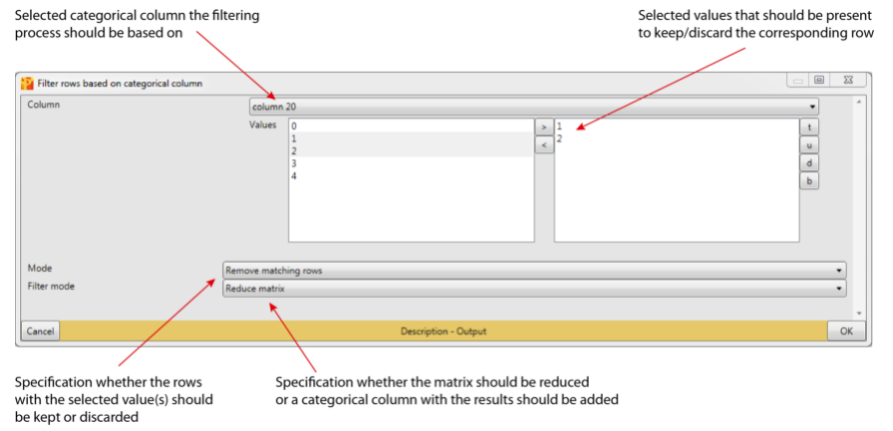 Selected categorical column the filtering
process should be based on
Selected values that should be present
to keep/discard the corresponding row
Filter rows based on categorical column
Column
column 20
Values
0
1
2
3
4
>
<
1
2
t
u
d
b
Mode
Remove matching rows
Filter mode
Reduce matrix
Cancel
Description - Output
OK
Specification whether the rows
with the selected value(s) should
be kept or discarded
Specification whether the matrix should be reduced
or a categorical column with the results should be added